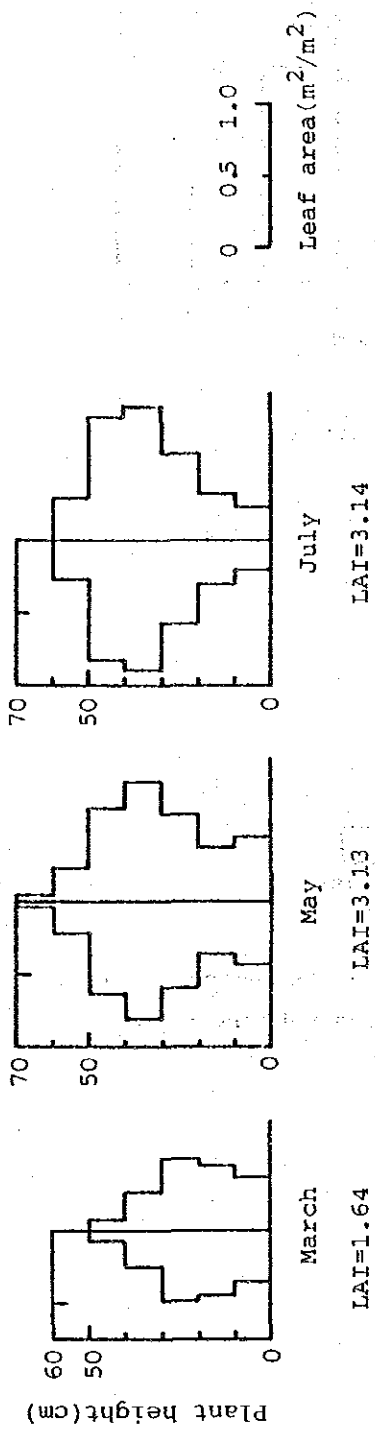 Plant height(cm)
60
50
0
March
LAI=1.64
70
50
0
May
LAI=3.13
70
50
0
July
LAI=3.14
0 0.5 1.0
Leaf area(m²/m²)